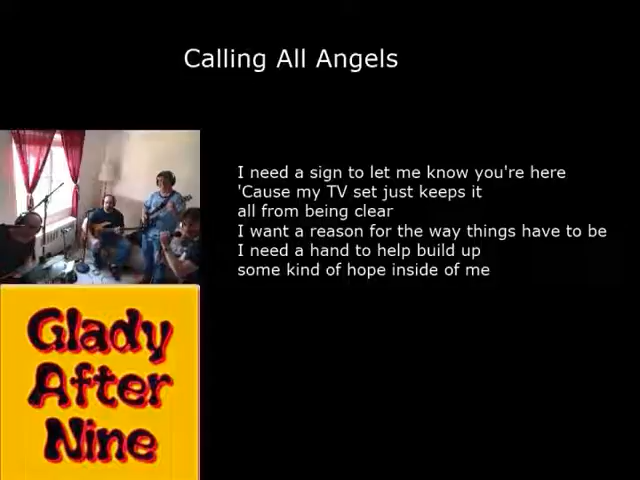 Calling All Angels
I need a sign to let me know you're here
'Cause my TV set just keeps it
all from being clear
I want a reason for the way things have to be
I need a hand to help build up
some kind of hope inside of me
Glady
After
Nine